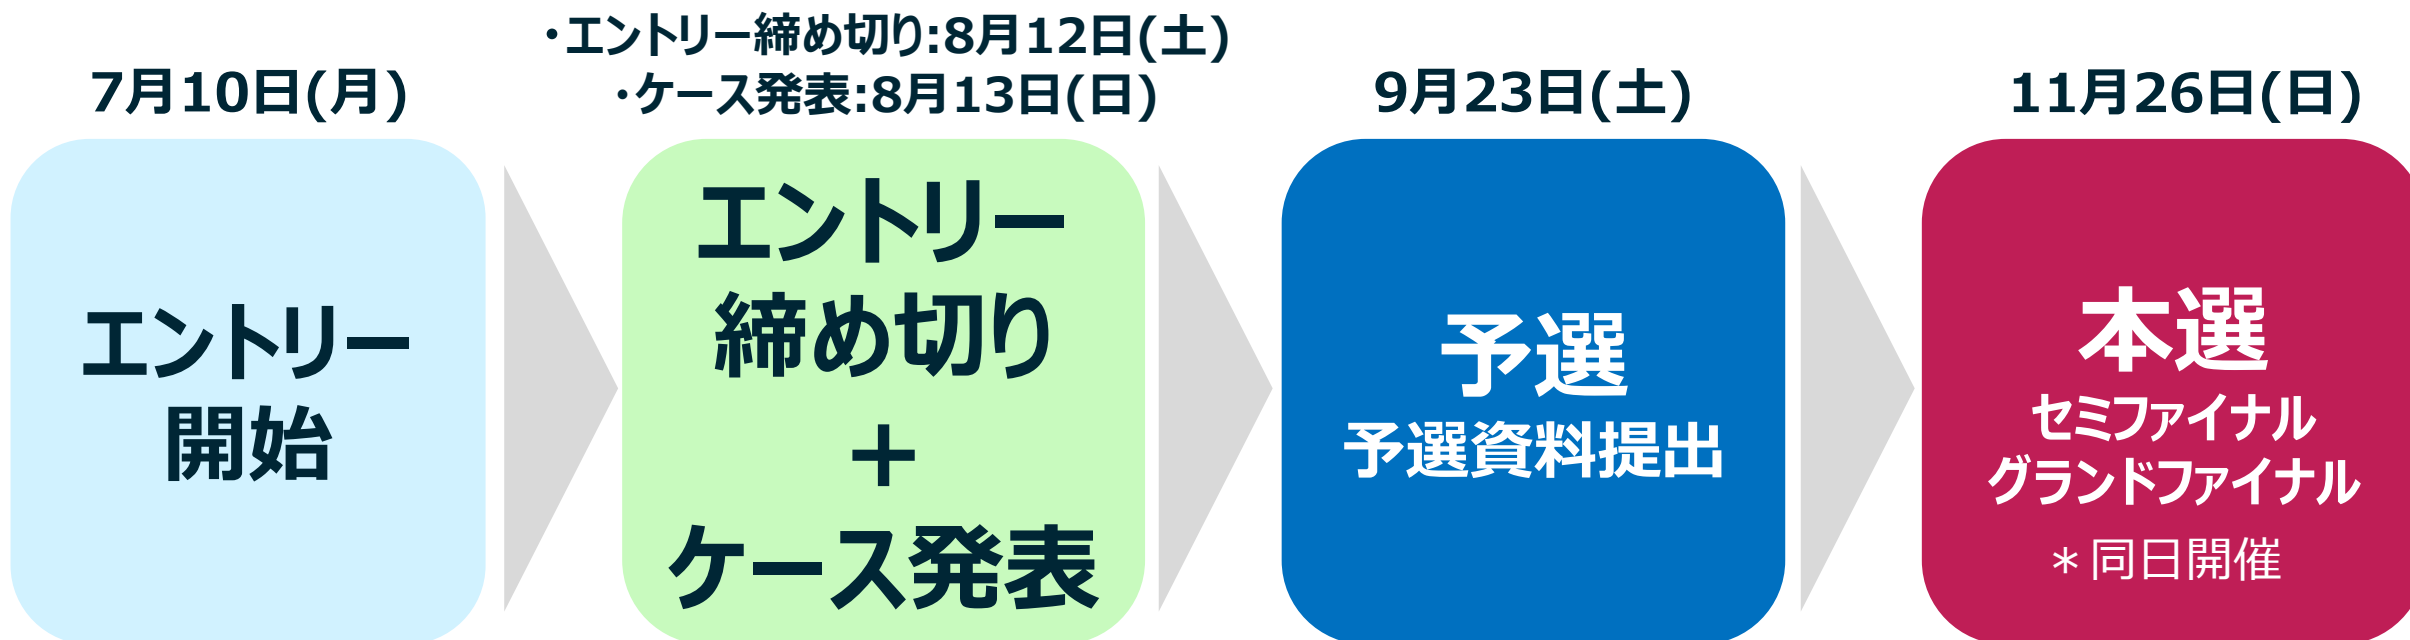 7月10日(月)
エントリー
開始
・エントリー締め切り:8月12日(土)
・ケース発表:8月13日(日)
エントリー
締め切り
+
ケース発表
9月23日(土)
予選
予選資料提出
11月26日(日)
本選
セミファイナル
グランドファイナル
*同日開催